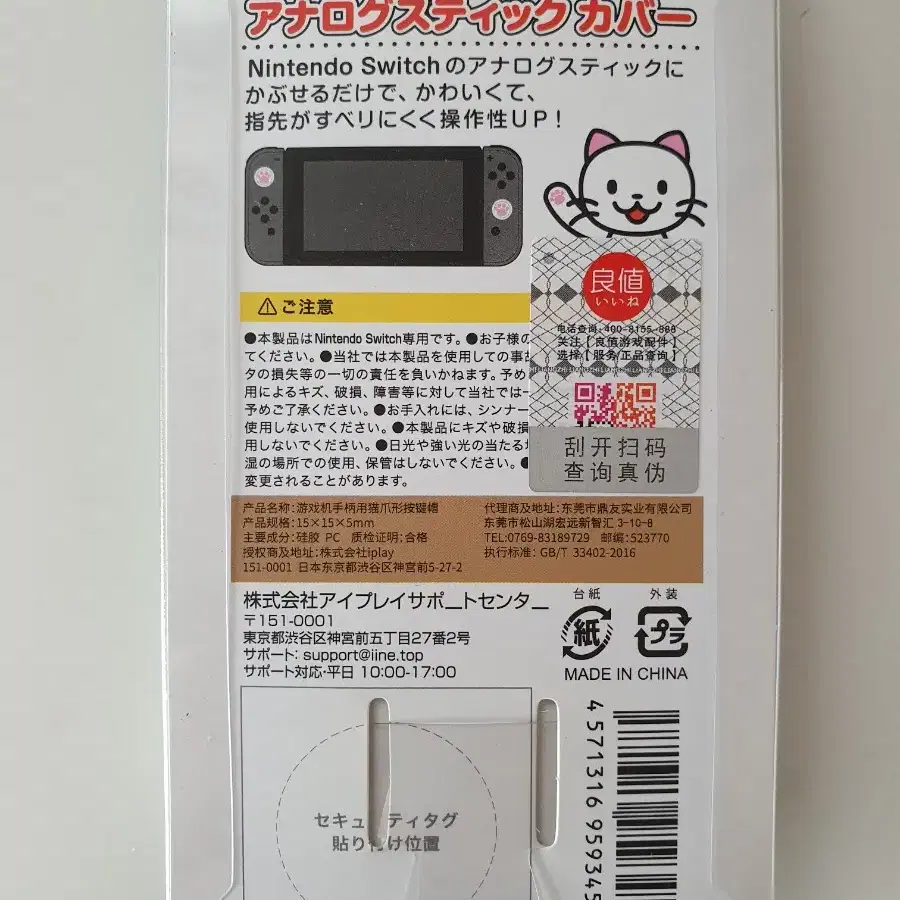 アナログスティック カバー
Nintendo Switchのアナログスティックに
かぶせるだけで、かわいくて、
指先がすべりにくく操作性UP!
良値
いいね
电话查询:400-8165-888
关注【良值游戏配件】
选择【服务/正品查询】
刮开扫码
查询真伪
ご注意
●本製品はNintendo Switch専用です。●お子様の
てください。●当社では本製品を使用しての事故
タの損失等の一切の責任を負いかねます。予め
用によるキズ、破損、障害等に対して当社では一
予めご了承ください。●お手入れには、シンナー
使用しないでください。●本製品にキズや破損
用しないでください。●日光や強い光の当たる
湿の場所での使用、保管はしないでください。●
変更されることがあります。
产品名称:游戏机手柄用猫爪形按键帽
产品规格:15×15×5mm
主要成分:硅胶 PC 质检证明:合格
授权商及地址:株式会社iplay
151-0001 日本东京都渋谷区神宮前5-27-2
代理商及地址:东莞市鼎友实业有限公司
东莞市松山湖宏远新智汇 3-10-8
TEL:0769-83189729 邮编:523770
执行标准: GB/T 33402-2016
株式会社アイプレイサポートセンター
〒151-0001
東京都渋谷区神宮前五丁目27番2号
サポート: support@iine.top
サポート対応・平日 10:00-17:00
台紙
外装
紙
プラ
MADE IN CHINA
セキュ ティタグ
貼り付け位置
4 571316 959345